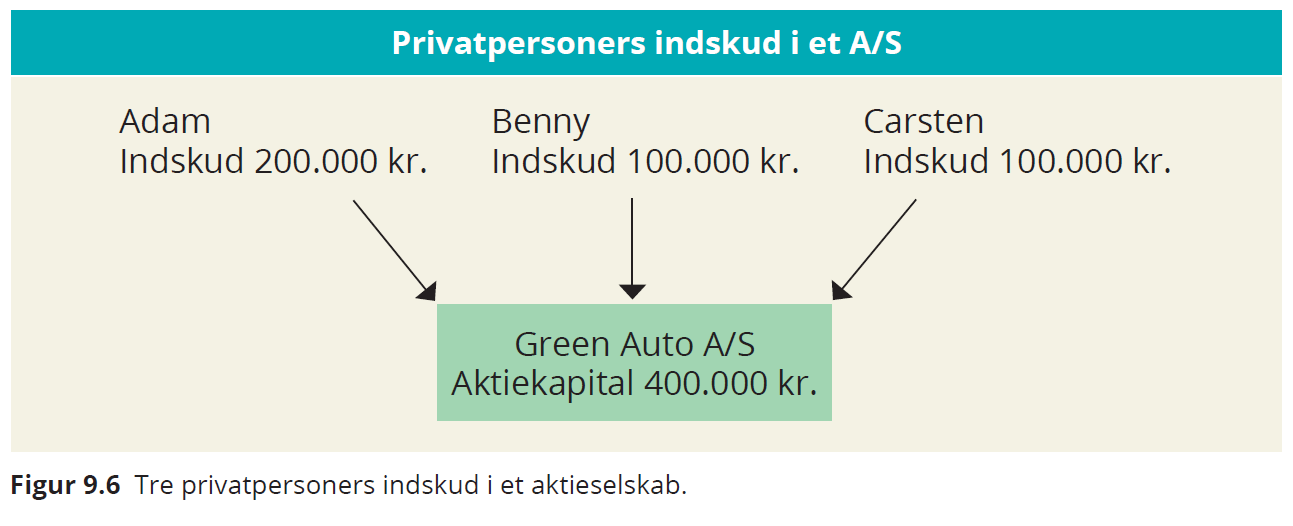 Privatpersoners indskud i et A/S
Adam
Indskud 200.000 kr.
Benny
Indskud 100.000 kr.
Carsten
Indskud 100.000 kr.
Green Auto A/S
Aktiekapital 400.000 kr.
Figur 9.6 Tre privatpersoners indskud i et aktieselskab.